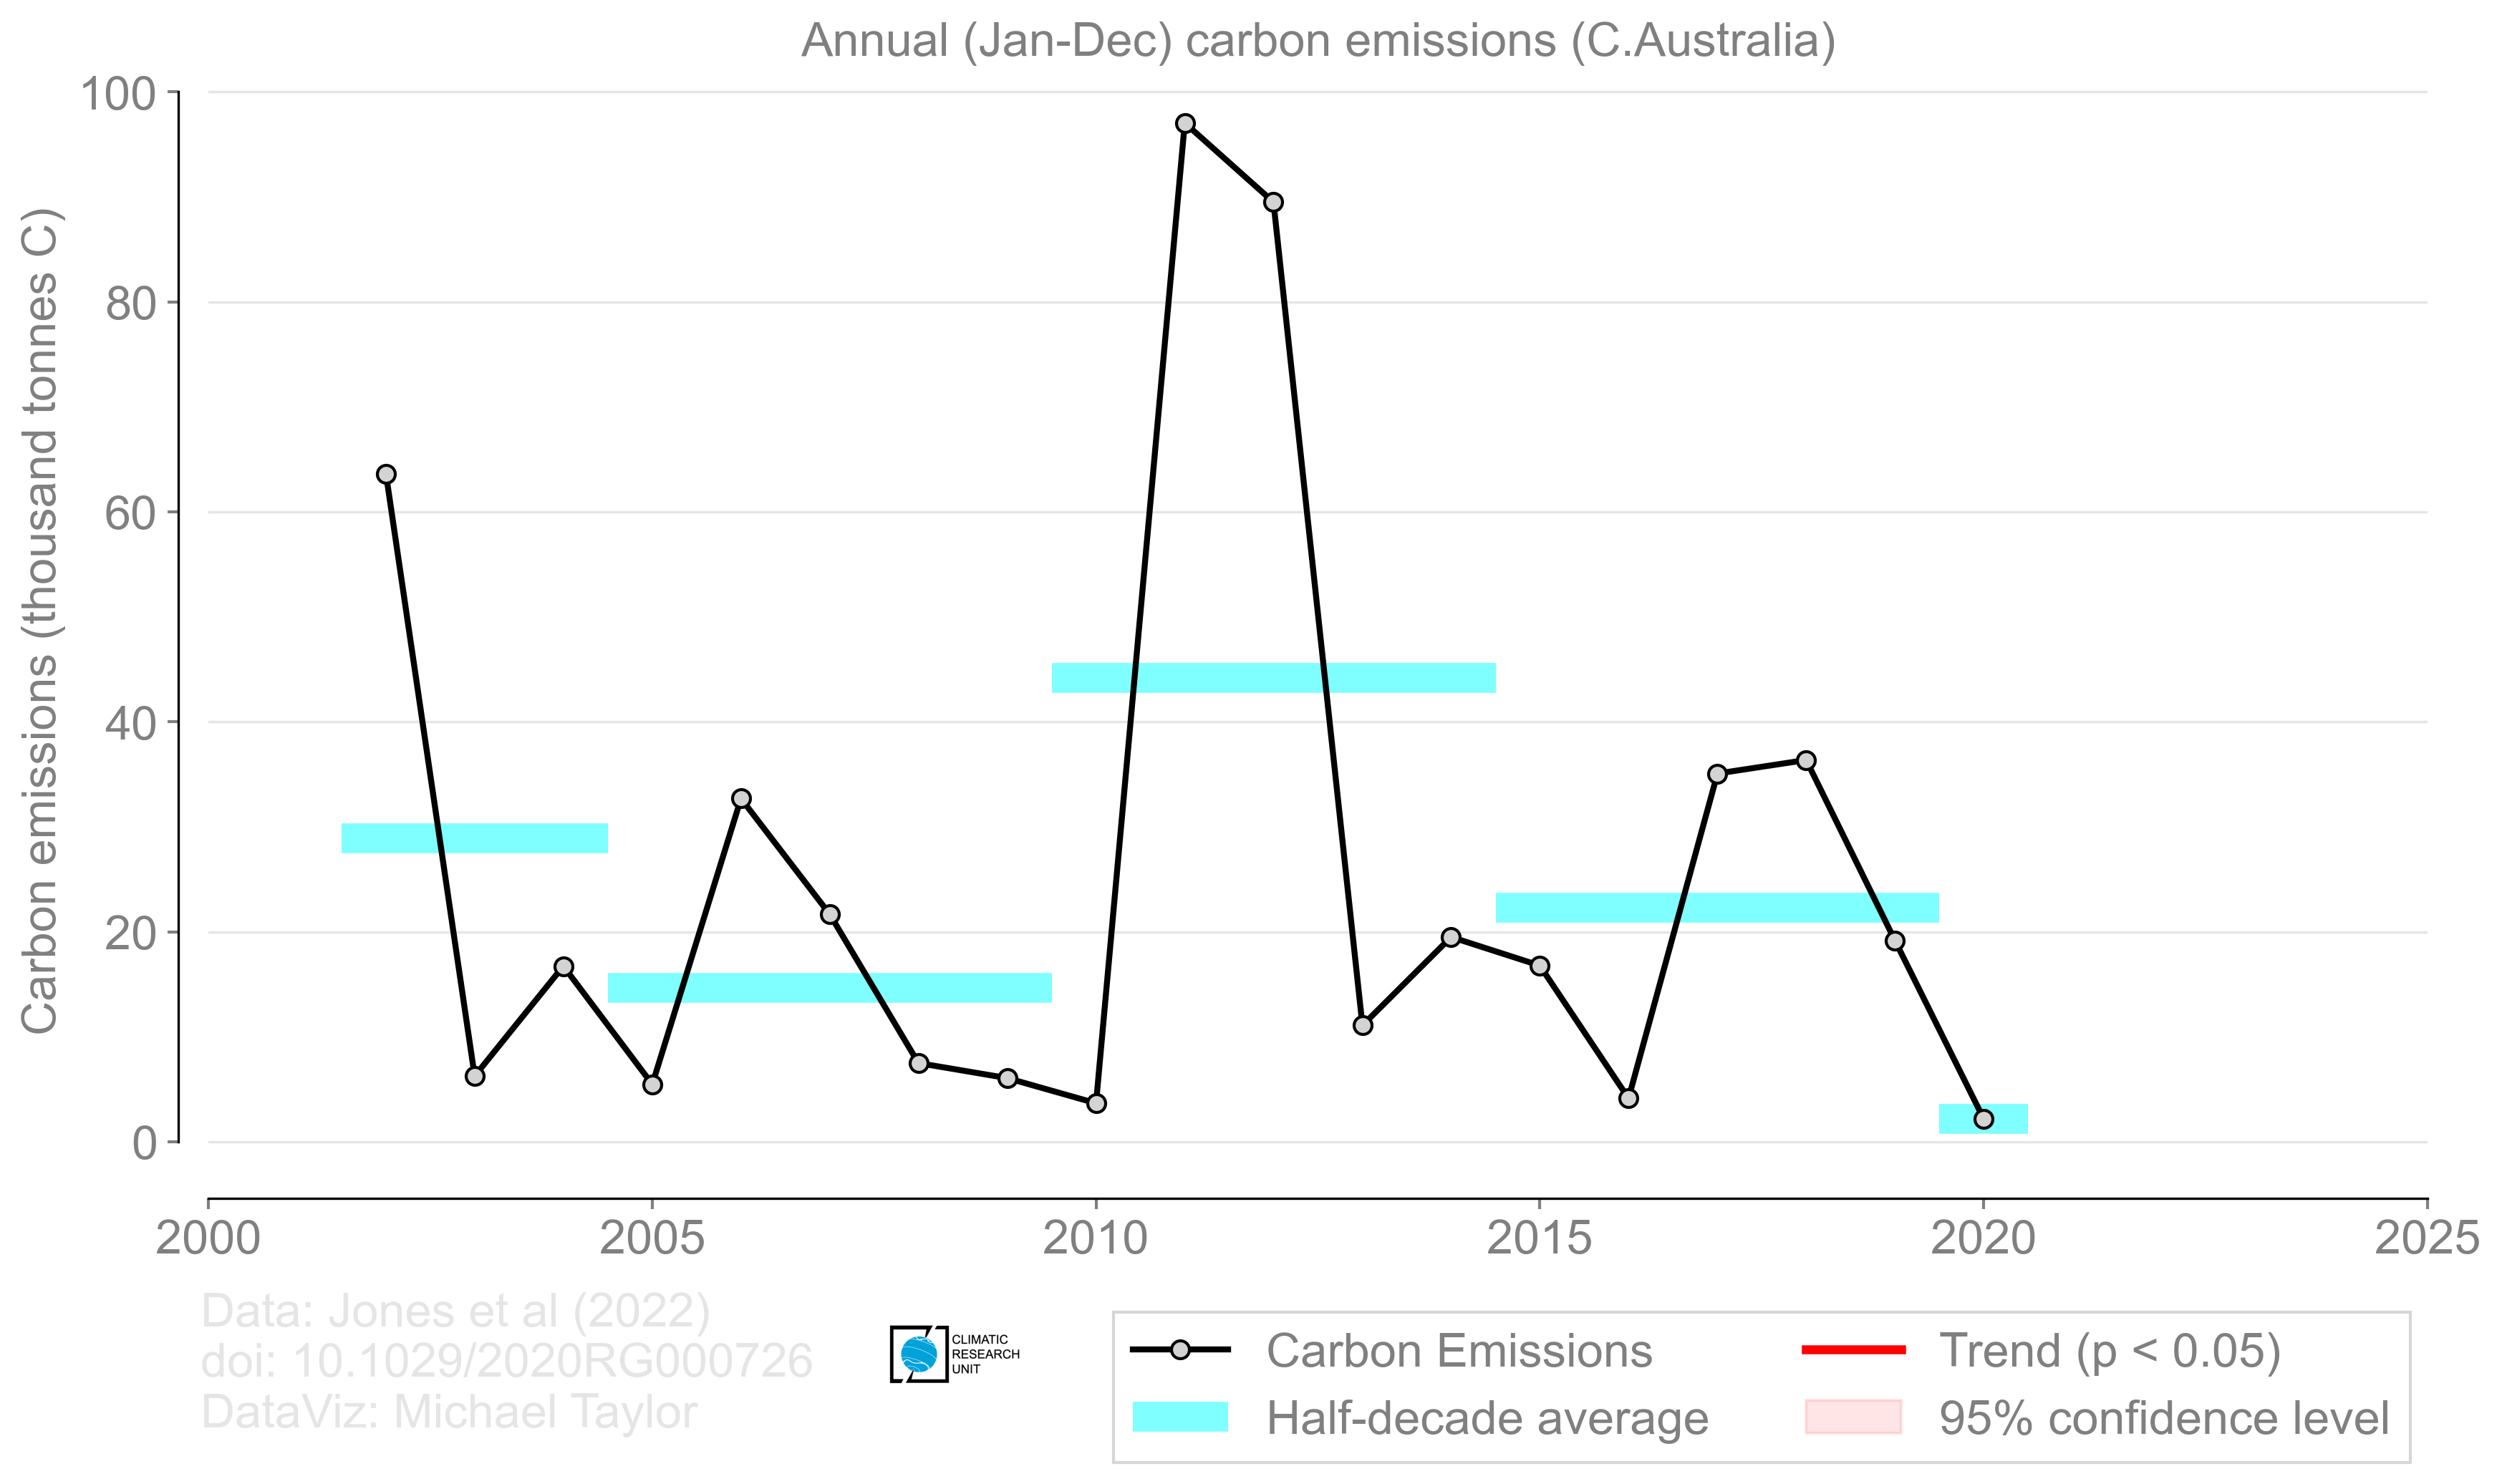 Annual (Jan-Dec) carbon emissions (C.Australia)
Carbon emissions (thousand tonnes C)
100
80
60
40
20
0
2000 2005 2010 2015 2020 2025
Data: Jones et al (2022)
doi: 10.1029/2020RG000726
DataViz: Michael Taylor
CLIMATIC
RESEARCH
UNIT
Carbon Emissions
Half-decade average
Trend (p < 0.05)
95% confidence level